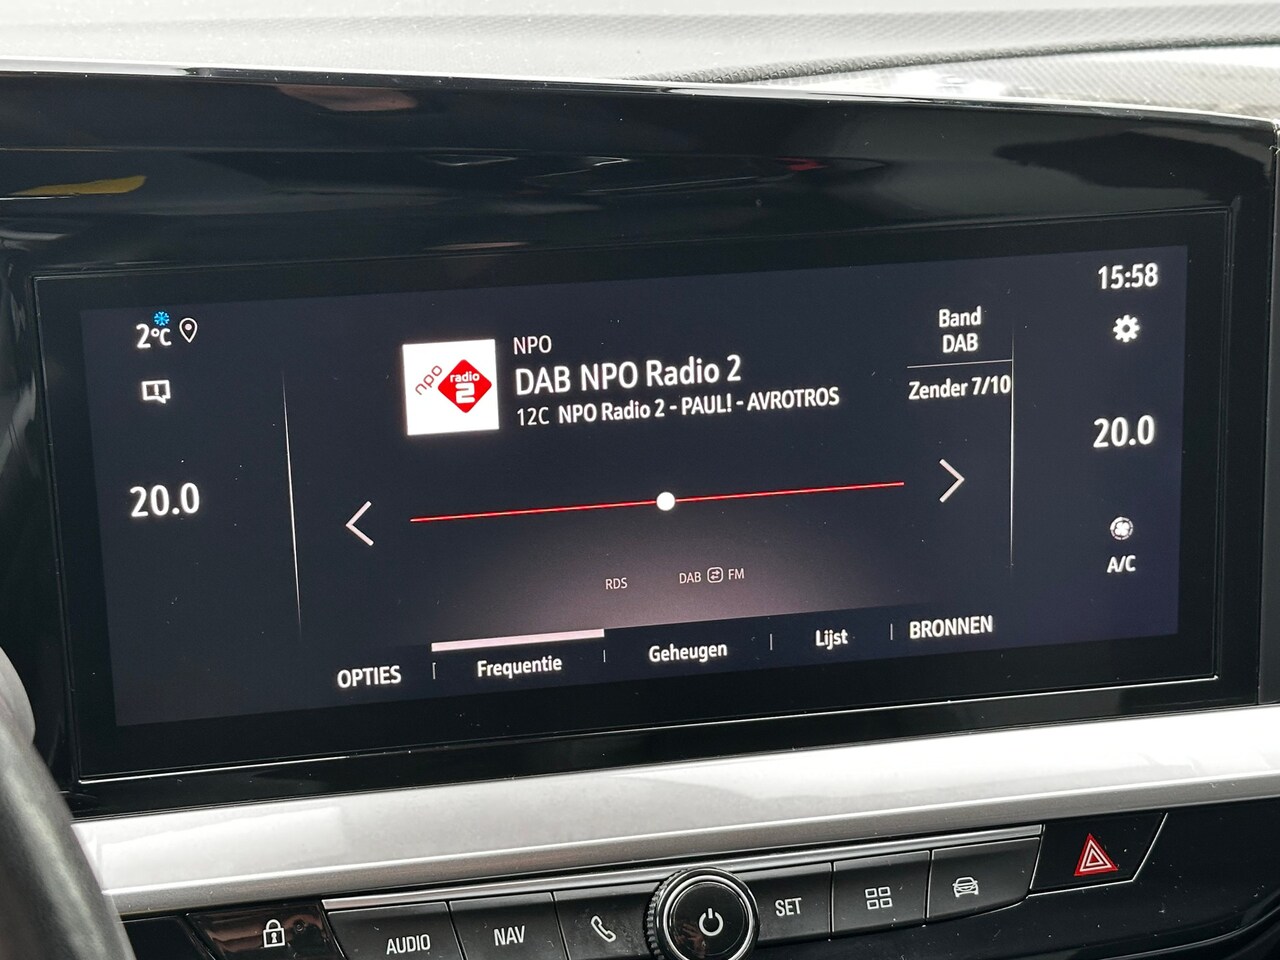 15:58
2°C
NPO
DAB NPO Radio 2
12C NPO Radio 2 - PAUL! - AVROTROS
npo
radio
2
Band
DAB
Zender 7/10
20.0
20.0
A/C
RDS
DAB FM
OPTIES
Frequentie
Geheugen
Lijst
BRONNEN
AUDIO
NAV
SET